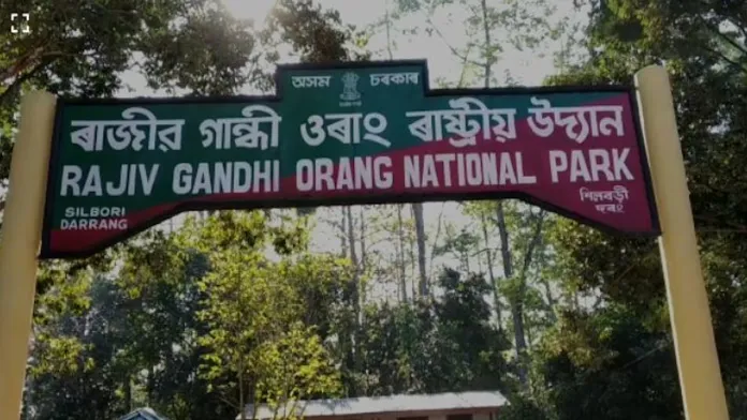 অসম চৰকাৰ
ৰাজীৱ গান্ধী ওৰাং ৰাষ্ট্ৰীয় উদ্যান
RAJIV GANDHI ORANG NATIONAL PARK
SILBORI
DARRANG
শিলবড়ী
দৰং